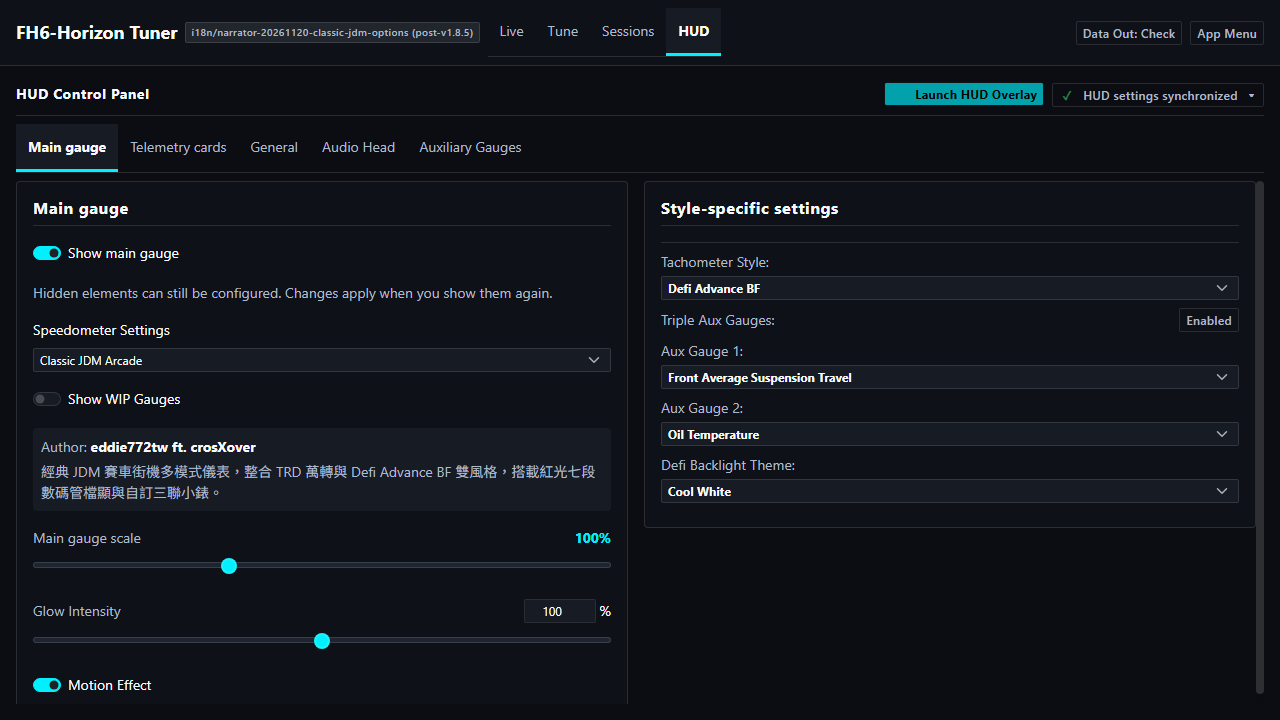 FH6-Horizon Tuner
i18n/narrator-20261120-classic-jdm-options (post-v1.8.5)
Live
Tune
Sessions
HUD
Data Out: Check
App Menu
HUD Control Panel
Launch HUD Overlay
✓ HUD settings synchronized
Main gauge
Telemetry cards
General
Audio Head
Auxiliary Gauges
Main gauge
Show main gauge
Hidden elements can still be configured. Changes apply when you show them again.
Speedometer Settings
Classic JDM Arcade
Show WIP Gauges
Author: eddie772tw ft. crosXover
經典 JDM 賽車街機多模式儀表，整合 TRD 萬轉與 Defi Advance BF 雙風格，搭載紅光七段
數碼管檔顯與自訂三聯小錶。
Main gauge scale
100%
Glow Intensity
100 %
Motion Effect
Style-specific settings
Tachometer Style:
Defi Advance BF
Triple Aux Gauges:
Enabled
Aux Gauge 1:
Front Average Suspension Travel
Aux Gauge 2:
Oil Temperature
Defi Backlight Theme:
Cool White